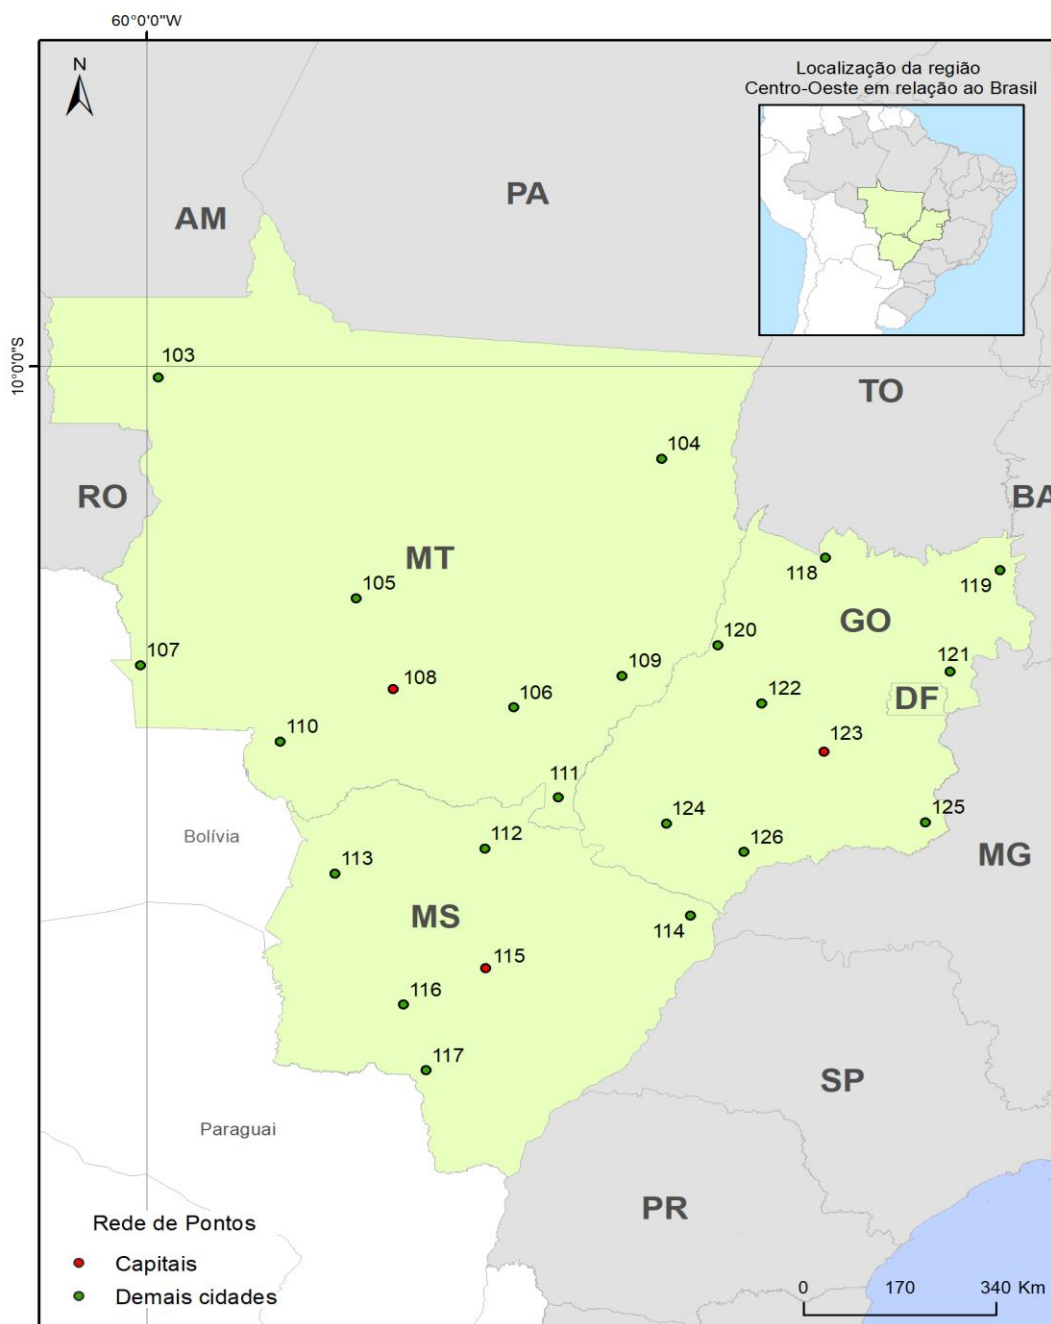 60°0'0"W
N
Localização da região
Centro-Oeste em relação ao Brasil
AM
PA
10°0'0"S
103
TO
104
RO
BA
MT
118
119
105
GO
120
107
109
121
108
106
122
DF
110
123
111
124
125
Bolívia
112
126
113
MG
MS
114
115
116
117
SP
Paraguai
PR
Rede de Pontos
Capitais
Demais cidades
0 170 340 Km